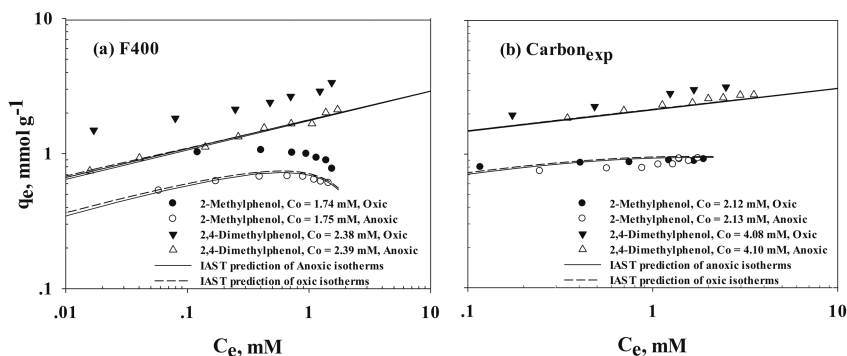 (a) F400
qe, mmol g-1
10
1
.1
2-Methylphenol, Co = 1.74 mM, Oxic
2-Methylphenol, Co = 1.75 mM, Anoxic
2,4-Dimethylphenol, Co = 2.38 mM, Oxic
2,4-Dimethylphenol, Co = 2.39 mM, Anoxic
IAST prediction of Anoxic isotherms
IAST prediction of oxic isotherms
.01
.1
1
10
Ce, mM
(b) Carbonexp
2-Methylphenol, Co = 2.12 mM, Oxic
2-Methylphenol, Co = 2.13 mM, Anoxic
2,4-Dimethylphenol, Co = 4.08 mM, Oxic
2,4-Dimethylphenol, Co = 4.10 mM, Anoxic
IAST prediction of anoxic isotherms
IAST prediction of oxic isotherms
0.1
1
10
Ce, mM